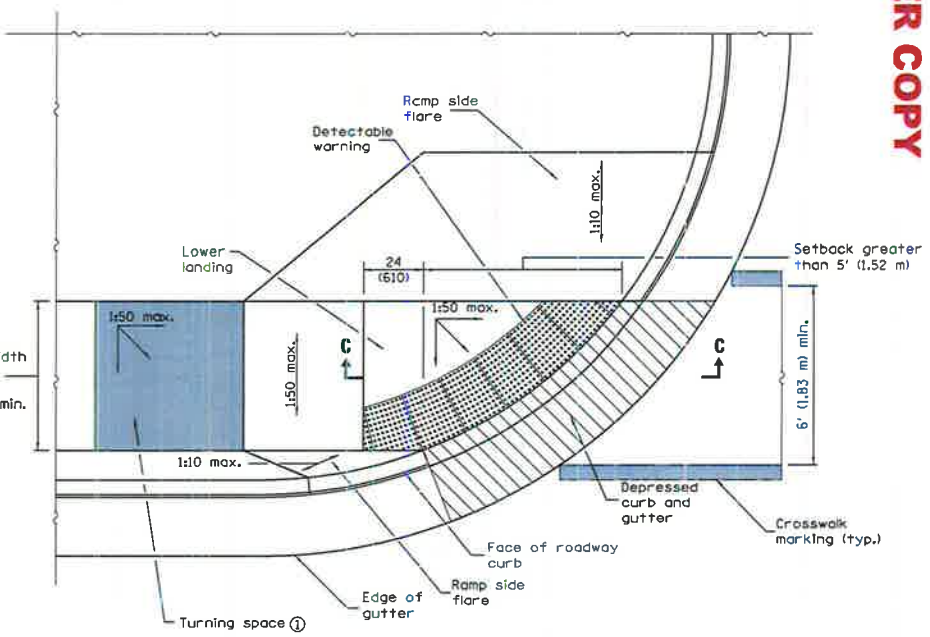 ER COPY
Ramp side
flare
Detectable
warning
1:10 max.
Lower
landing
24
(610)
Setback greater
than 5' (1.52 m)
1:50 max.
1:50 max.
C
C
1:50 max.
6' (1.83 m) min.
dth
min.
1:10 max.
Depressed
curb and
gutter
Crosswalk
marking (typ.)
Face of roadway
curb
Ramp side
flare
Edge of
gutter
Turning space ①